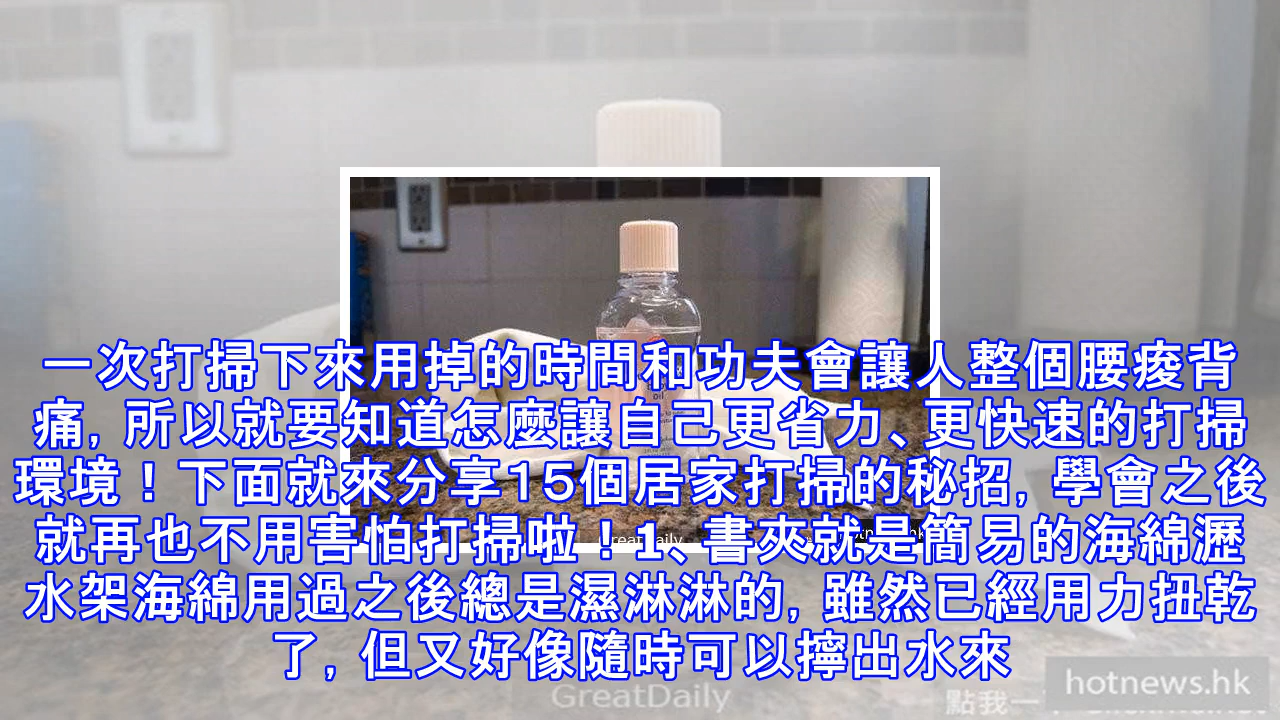 一次打掃下來用掉的時間和功夫會讓人整個腰痠背
痛，所以就要知道怎麼讓自己更省力、更快速的打掃
環境！下面就來分享15個居家打掃的秘招，學會之後
就再也不用害怕打掃啦！1、書夾就是簡易的海綿瀝
水架海綿用過之後總是濕淋淋的，雖然已經用力扭乾
了，但又好像隨時可以擰出水來
GreatDaily
GreatDaily
hotnews.hk
點我一下